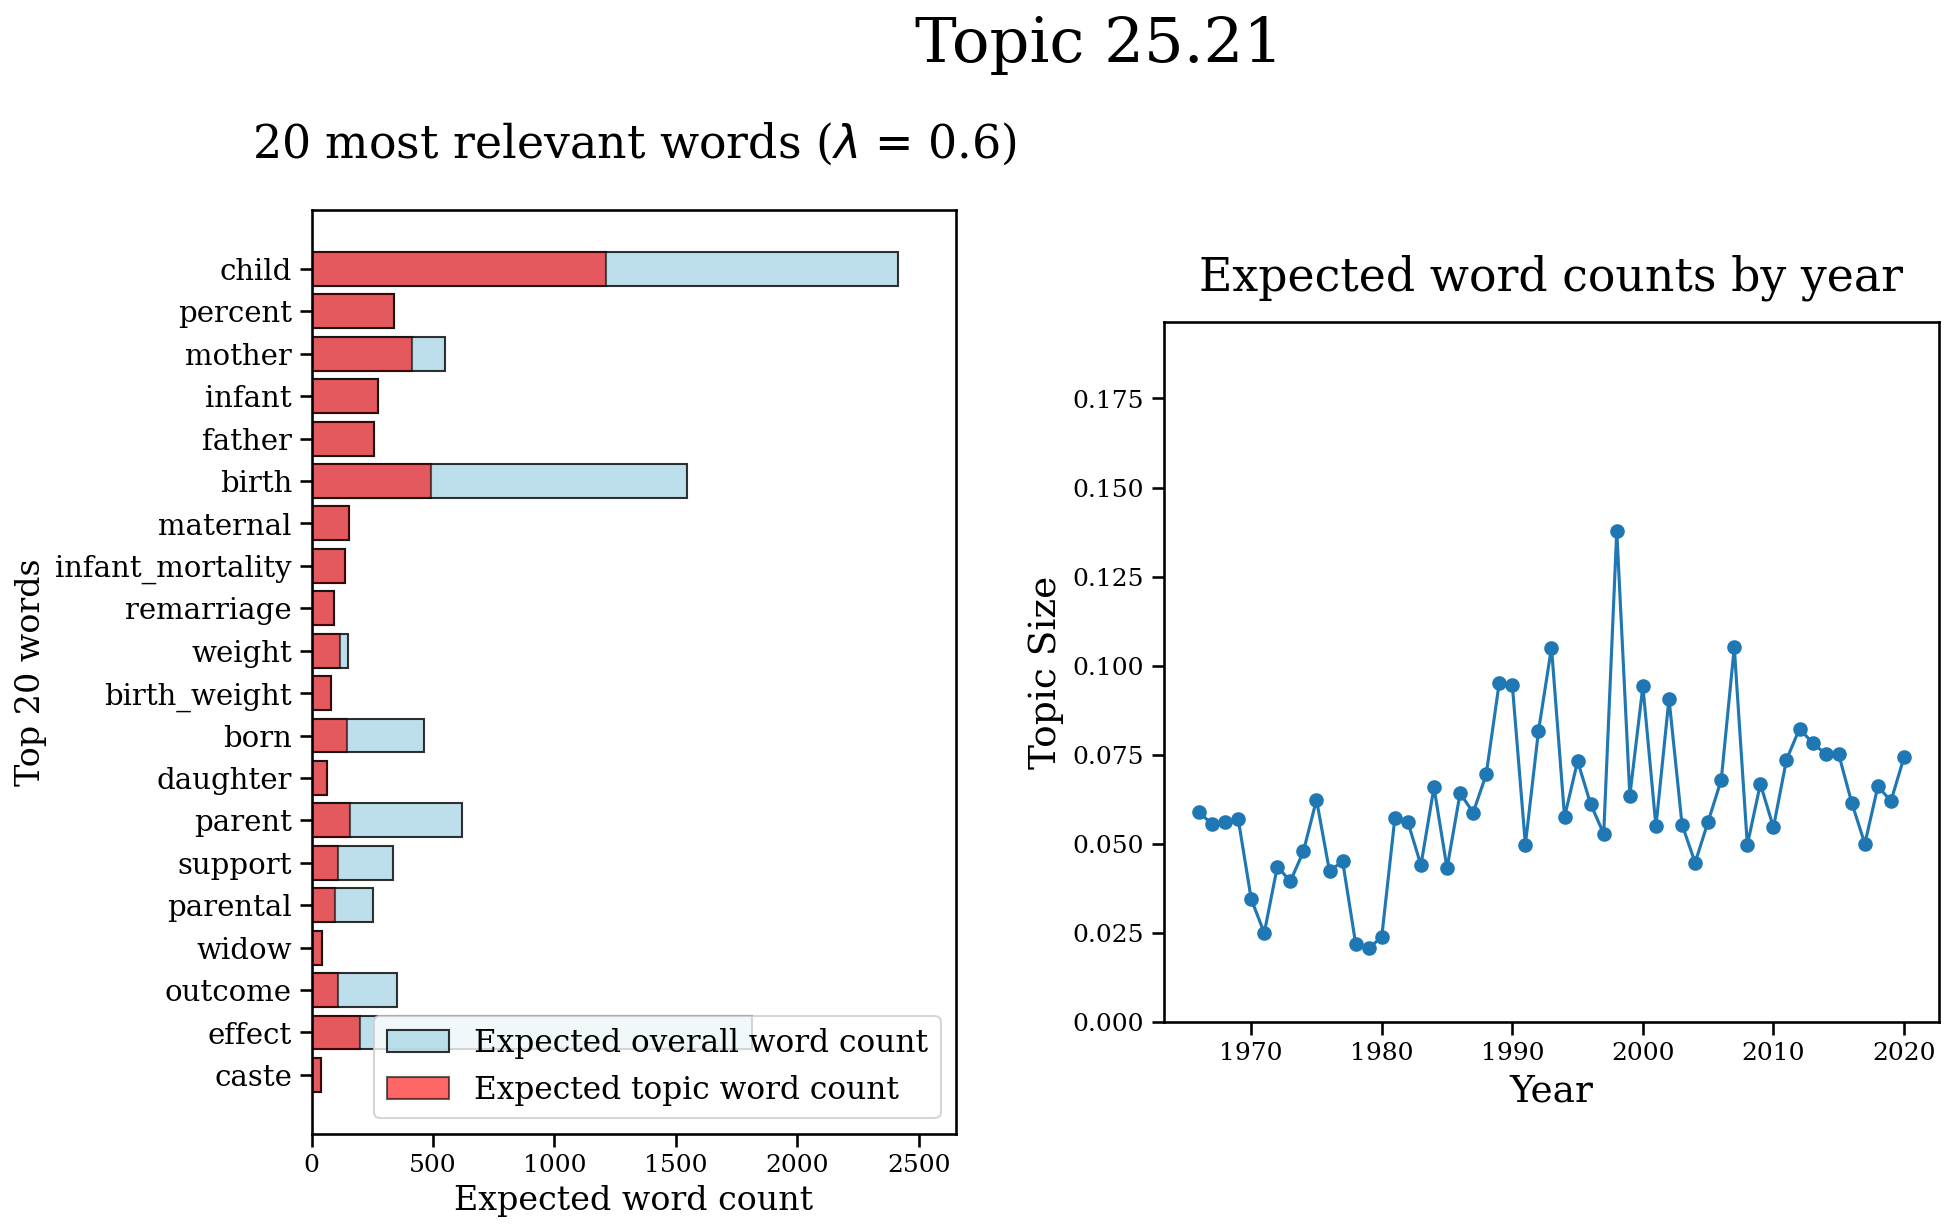 Topic 25.21
20 most relevant words (λ = 0.6)
Top 20 words
child
percent
mother
infant
father
birth
maternal
infant_mortality
remarriage
weight
birth_weight
born
daughter
parent
support
parental
widow
outcome
effect
caste
Expected overall word count
Expected topic word count
0 500 1000 1500 2000 2500
Expected word count
Expected word counts by year
Topic Size
0.175
0.150
0.125
0.100
0.075
0.050
0.025
0.000
1970 1980 1990 2000 2010 2020
Year